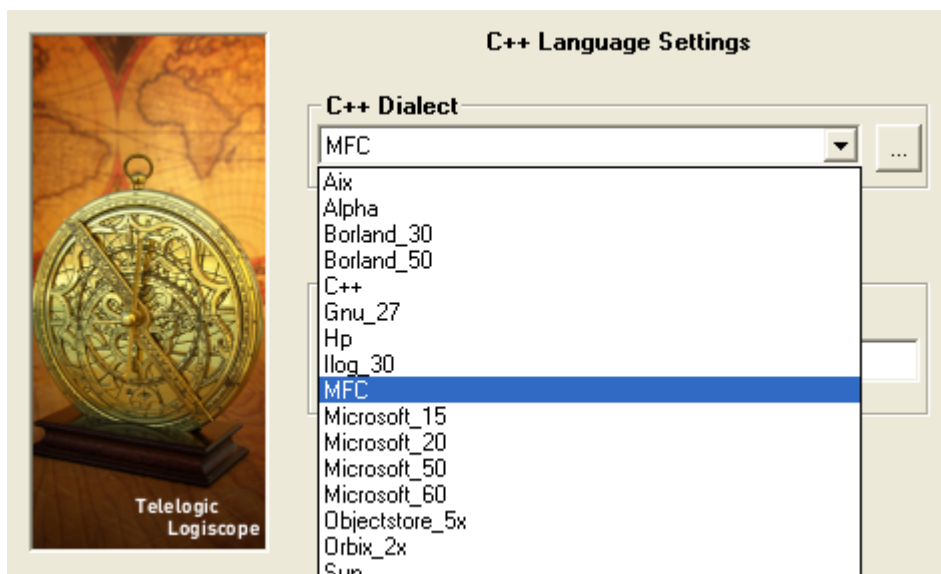 C++ Language Settings
C++ Dialect
MFC
...
Aix
Alpha
Borland_30
Borland_50
C++
Gnu_27
Hp
Ilog_30
MFC
Microsoft_15
Microsoft_20
Microsoft_50
Microsoft_60
Objectstore_5x
Orbix_2x
Sun
Telelogic
Logiscope